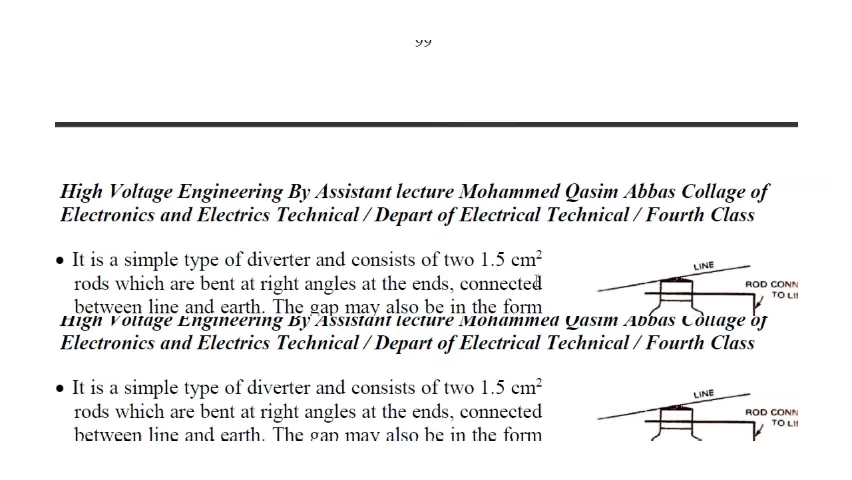 99
High Voltage Engineering By Assistant lecture Mohammed Qasim Abbas Collage of
Electronics and Electrics Technical / Depart of Electrical Technical / Fourth Class
• It is a simple type of diverter and consists of two 1.5 cm²
rods which are bent at right angles at the ends, connected
between line and earth. The gap may also be in the form
LINE
ROD CONN
TO LI
High Voltage Engineering By Assistant lecture Mohammed Qasim Abbas Collage of
Electronics and Electrics Technical / Depart of Electrical Technical / Fourth Class
• It is a simple type of diverter and consists of two 1.5 cm²
rods which are bent at right angles at the ends, connected
between line and earth. The gap may also be in the form
LINE
ROD CONN
TO LI